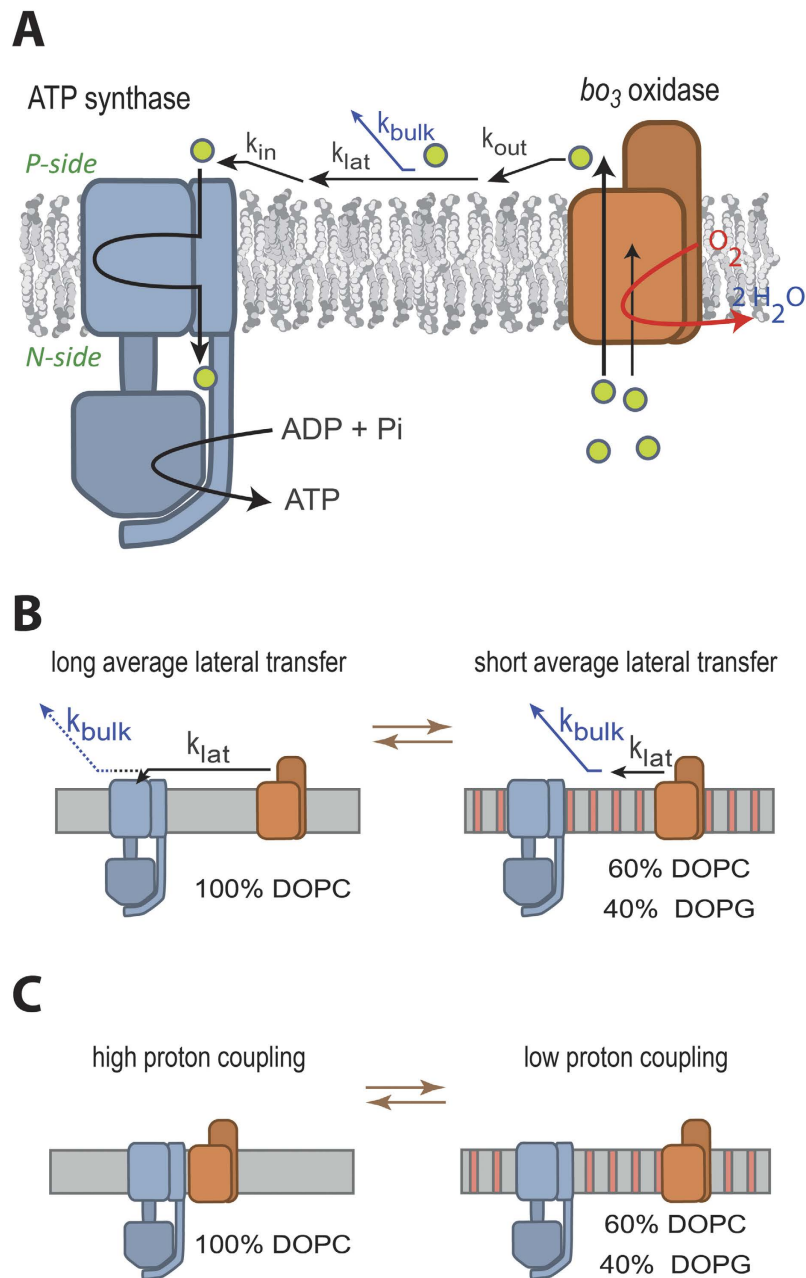 A
ATP synthase
bo3 oxidase
P-side
kin
klat
kbulk
kout
O2
2 H2O
N-side
ADP + Pi
ATP
B
long average lateral transfer
short average lateral transfer
kbulk
klat
kbulk
klat
100% DOPC
60% DOPC
40% DOPG
C
high proton coupling
low proton coupling
100% DOPC
60% DOPC
40% DOPG